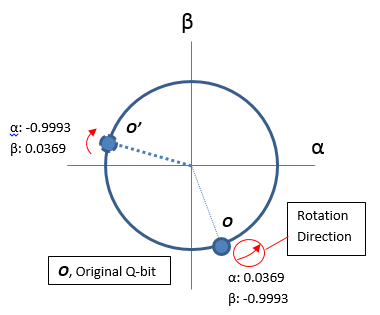 β
α: -0.9993
β: 0.0369
O’
α
O
Rotation
Direction
O, Original Q-bit
α: 0.0369
β: -0.9993